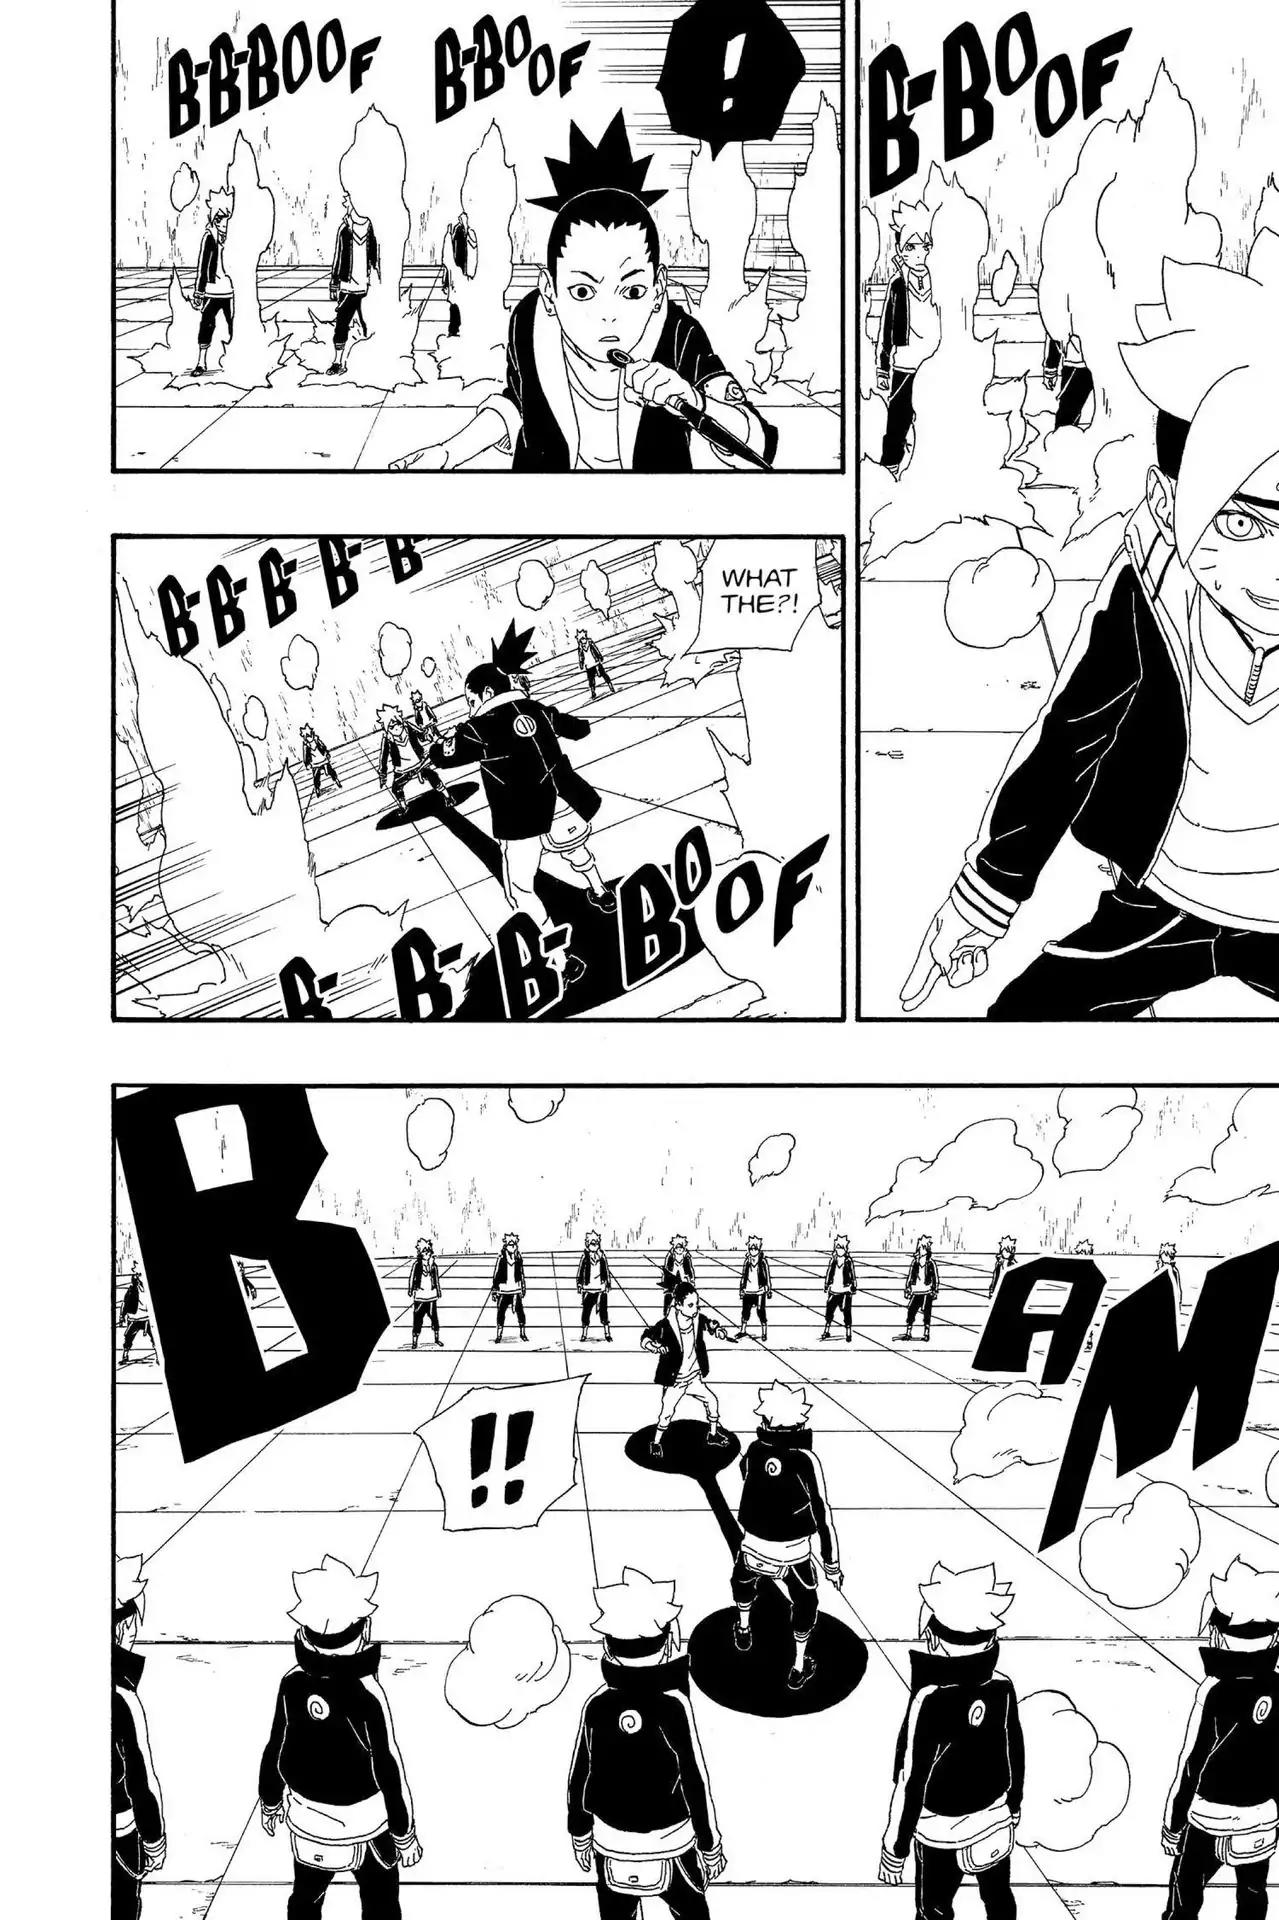 B-BOOF
!
B-BOOF
B-B-BOOF
WHAT
THE?!
B- B- B- B- B-
B- B- B- BOOF
BAM
!!